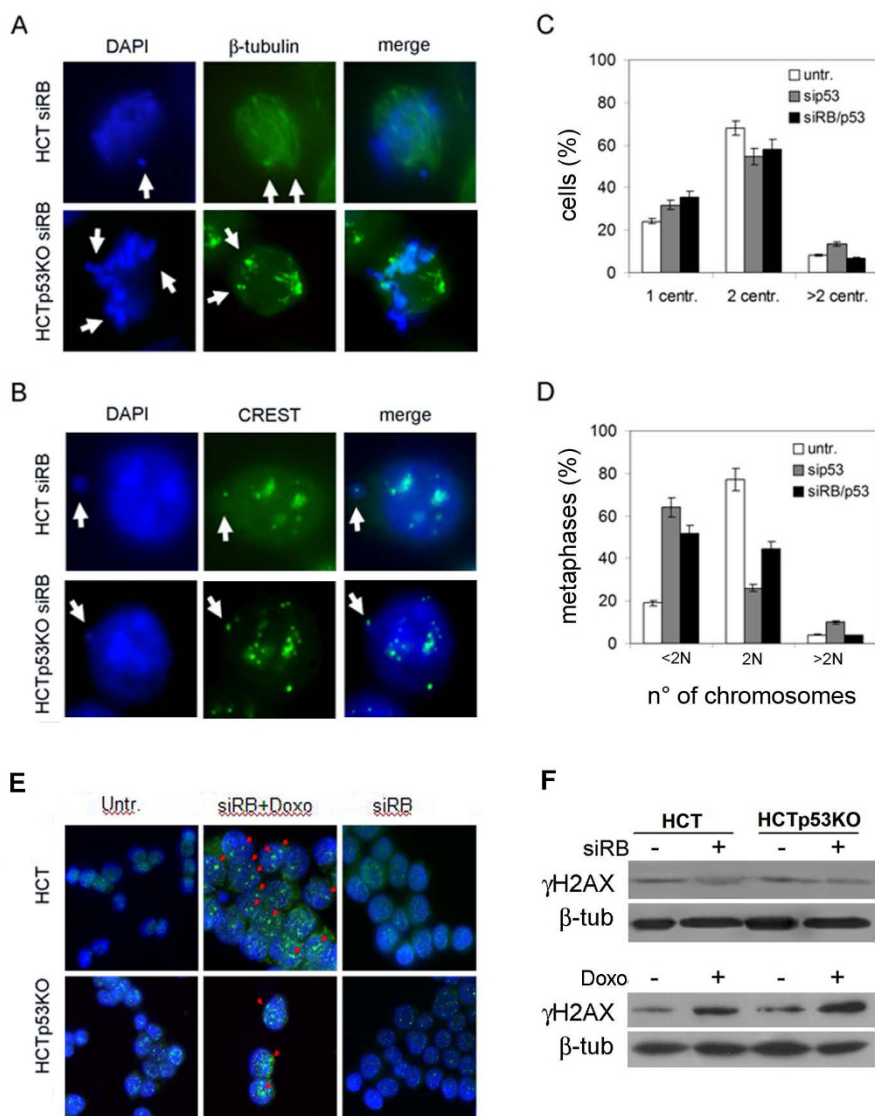 A
DAPI β-tubulin merge
HCT siRB
HCTp53KO siRB
B
DAPI CREST merge
HCT siRB
HCTp53KO siRB
C
cells (%)
100
80
60
40
20
0
untr.
sip53
siRB/p53
1 centr. 2 centr. >2 centr.
D
metaphases (%)
100
80
60
40
20
0
untr.
sip53
siRB/p53
<2N 2N >2N
n° of chromosomes
E
Untr. siRB+Doxo siRB
HCT
HCTp53KO
F
HCT HCTp53KO
siRB - + - +
γH2AX
β-tub
Doxo - + - +
γH2AX
β-tub